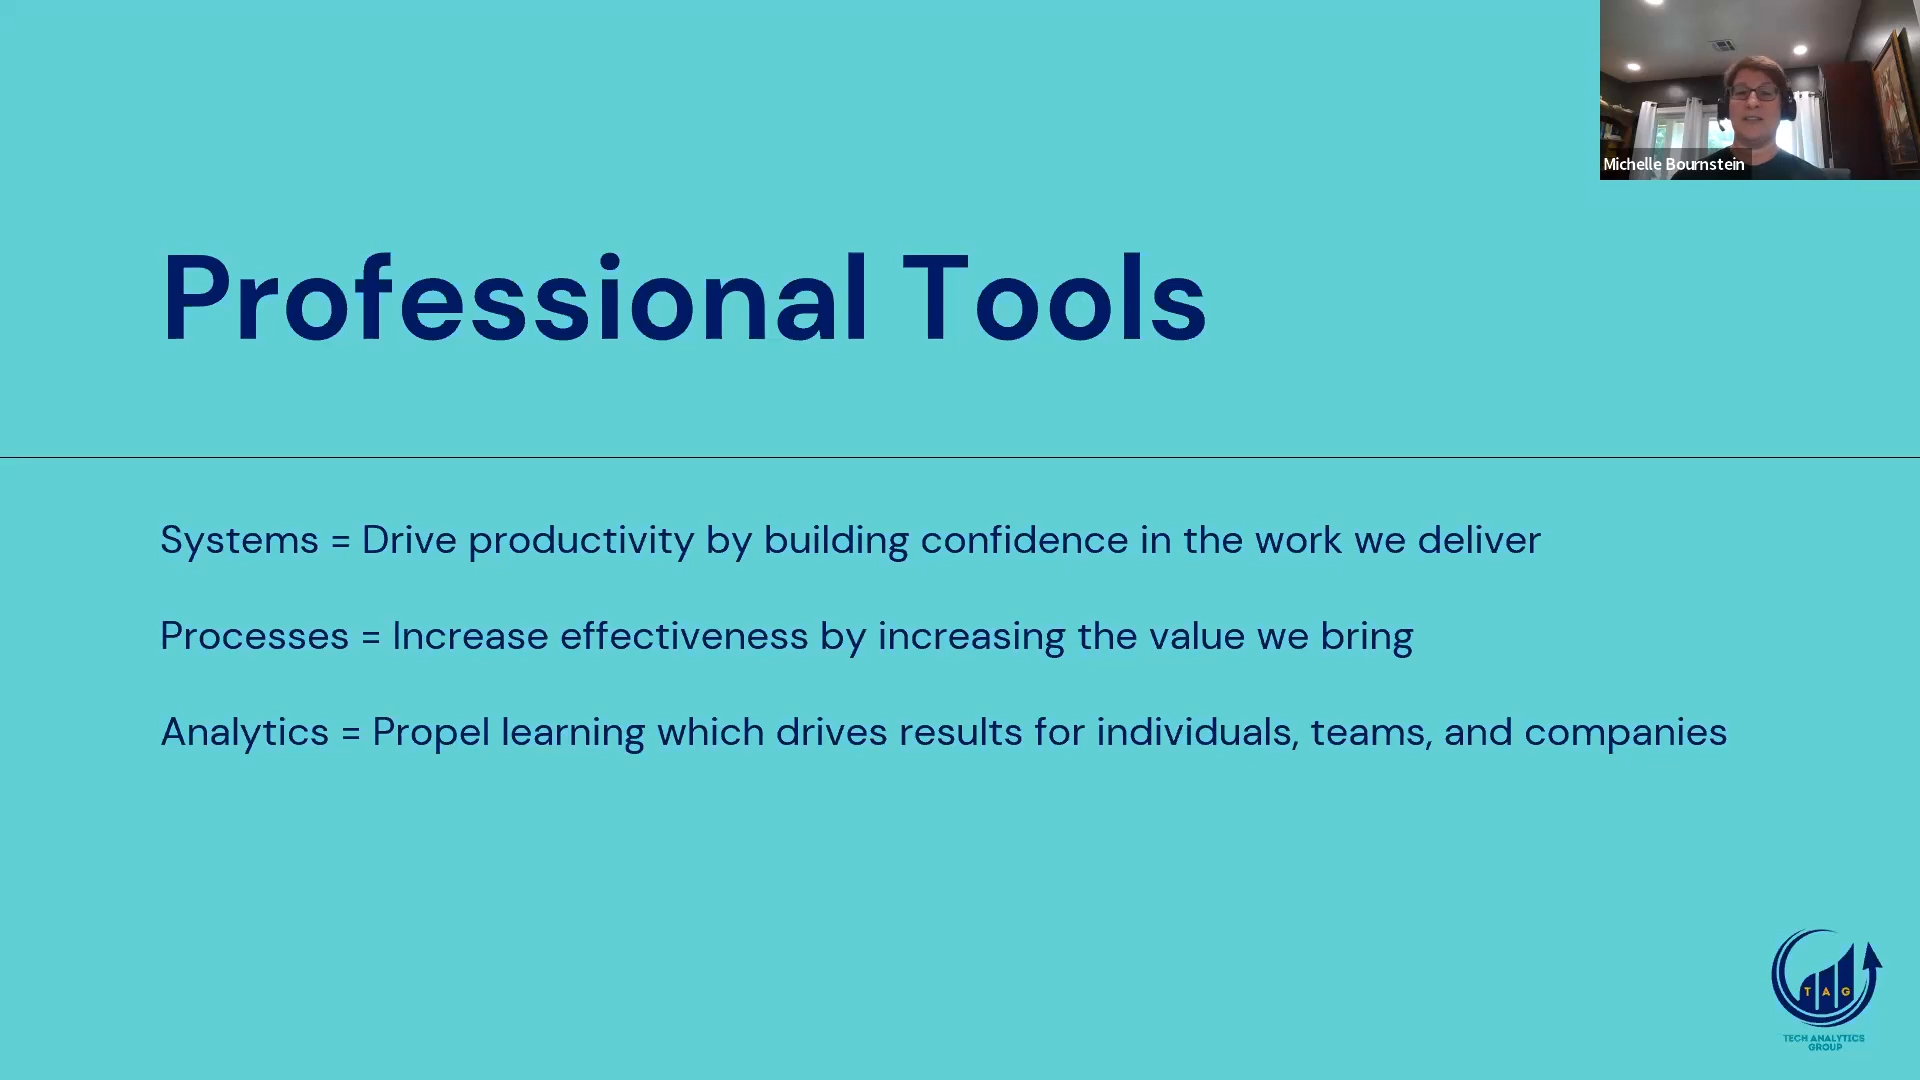 Michelle Bournstein
Professional Tools
Systems = Drive productivity by building confidence in the work we deliver
Processes = Increase effectiveness by increasing the value we bring
Analytics = Propel learning which drives results for individuals, teams, and companies
TAG
TECH ANALYTICS
GROUP